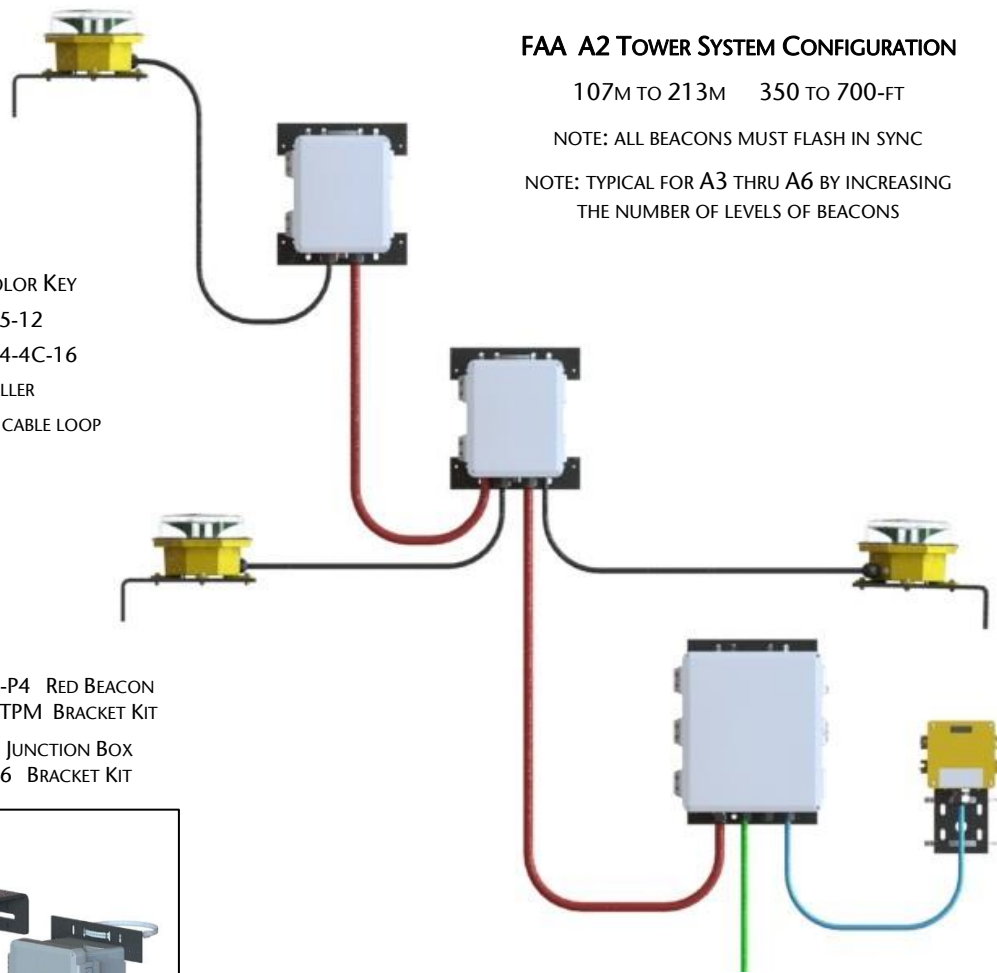 FAA A2 TOWER SYSTEM CONFIGURATION
107M TO 213M 350 TO 700-FT
NOTE: ALL BEACONS MUST FLASH IN SYNC
NOTE: TYPICAL FOR A3 THRU A6 BY INCREASING
THE NUMBER OF LEVELS OF BEACONS
OLOR KEY
5-12
4-4C-16
LLER
CABLE LOOP
-P4 RED BEACON
TPM BRACKET KIT
JUNCTION BOX
6 BRACKET KIT